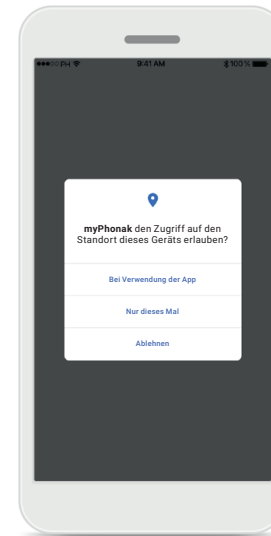 PH 9:41 AM 100 %
myPhonak den Zugriff auf den
Standort dieses Geräts erlauben?
Bei Verwendung der App
Nur dieses Mal
Ablehnen